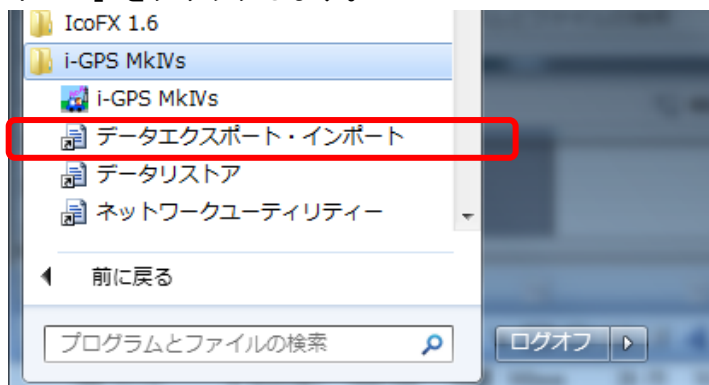 IcoFX 1.6
i-GPS MkIVs
i-GPS MkIVs
データエクスポート・インポート
データリストア
ネットワークユーティリティー
前に戻る
プログラムとファイルの検索
ログオフ